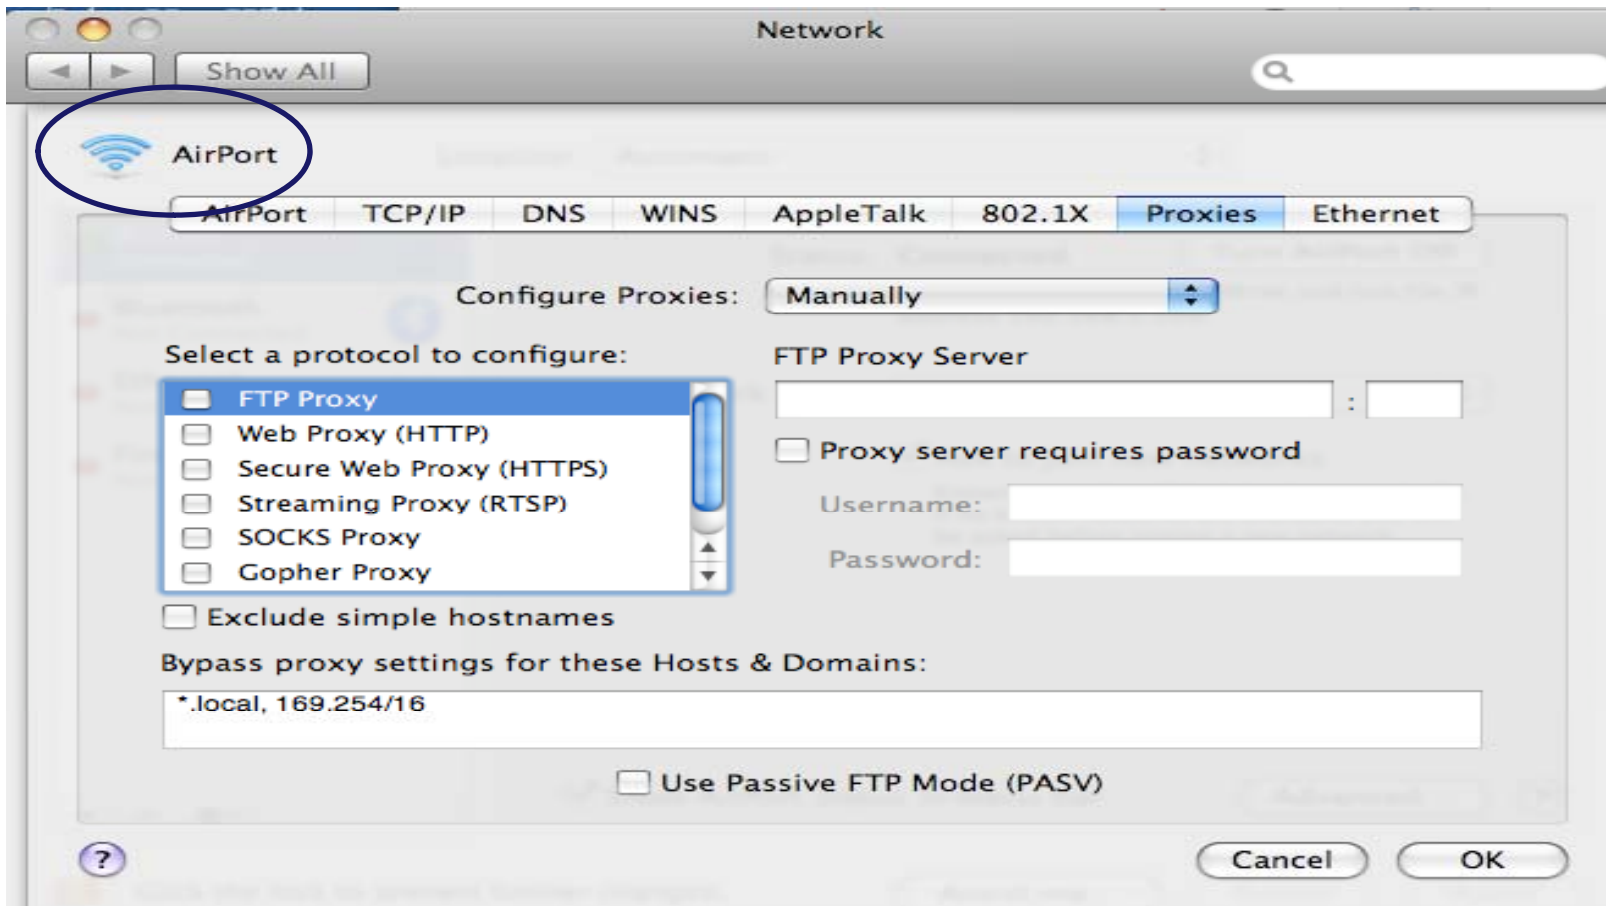 Network
Show All
AirPort
AirPort TCP/IP DNS WINS AppleTalk 802.1X Proxies Ethernet
Configure Proxies: Manually
Select a protocol to configure:
FTP Proxy
Web Proxy (HTTP)
Secure Web Proxy (HTTPS)
Streaming Proxy (RTSP)
SOCKS Proxy
Gopher Proxy
FTP Proxy Server
:
Proxy server requires password
Username:
Password:
Exclude simple hostnames
Bypass proxy settings for these Hosts & Domains:
*.local, 169.254/16
Use Passive FTP Mode (PASV)
?
Cancel OK